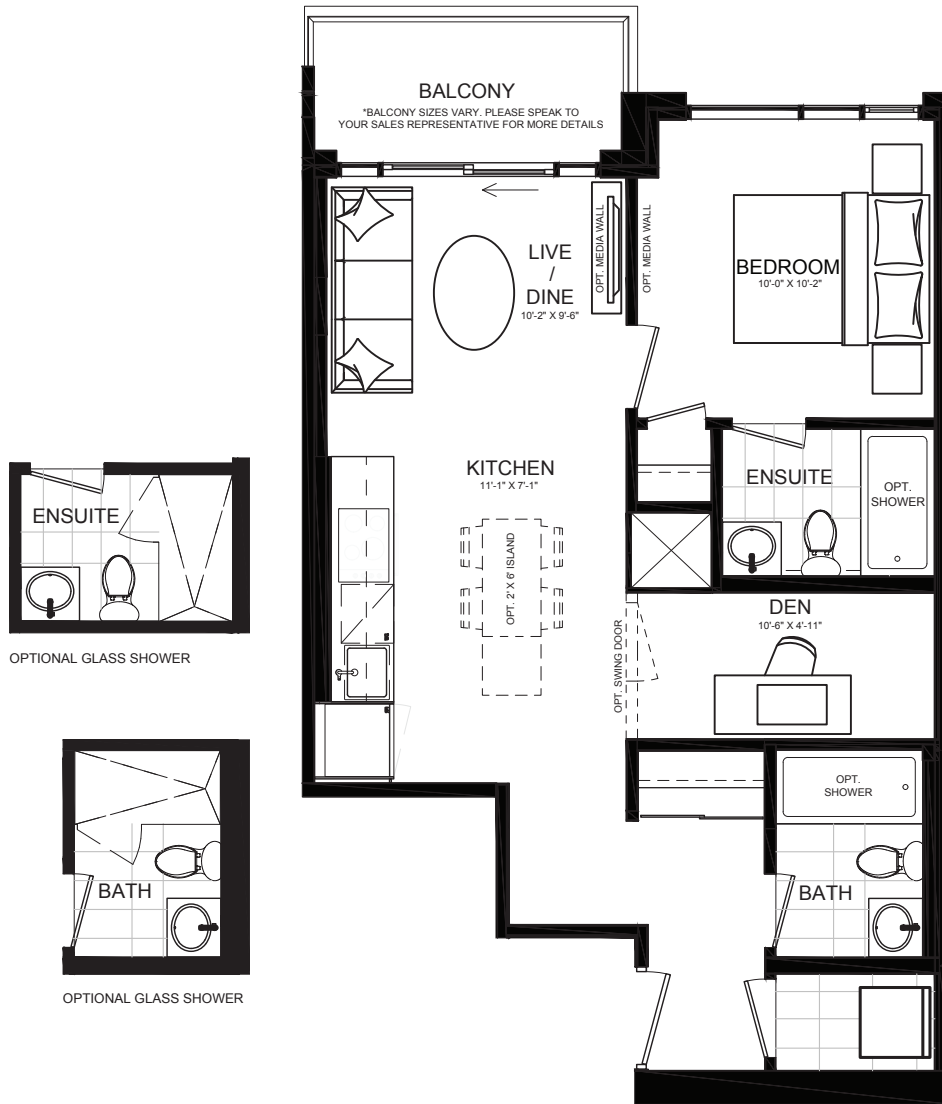 BALCONY
*BALCONY SIZES VARY. PLEASE SPEAK TO
YOUR SALES REPRESENTATIVE FOR MORE DETAILS
LIVE
/
DINE
10'-2" X 9'-6"
OPT. MEDIA WALL
OPT. MEDIA WALL
BEDROOM
10'-0" X 10'-2"
KITCHEN
11'-1" X 7'-1"
OPT. 2' X 6' ISLAND
ENSUITE
OPT.
SHOWER
DEN
10'-6" X 4'-11"
OPT. SWING DOOR
OPT.
SHOWER
BATH
ENSUITE
OPTIONAL GLASS SHOWER
BATH
OPTIONAL GLASS SHOWER